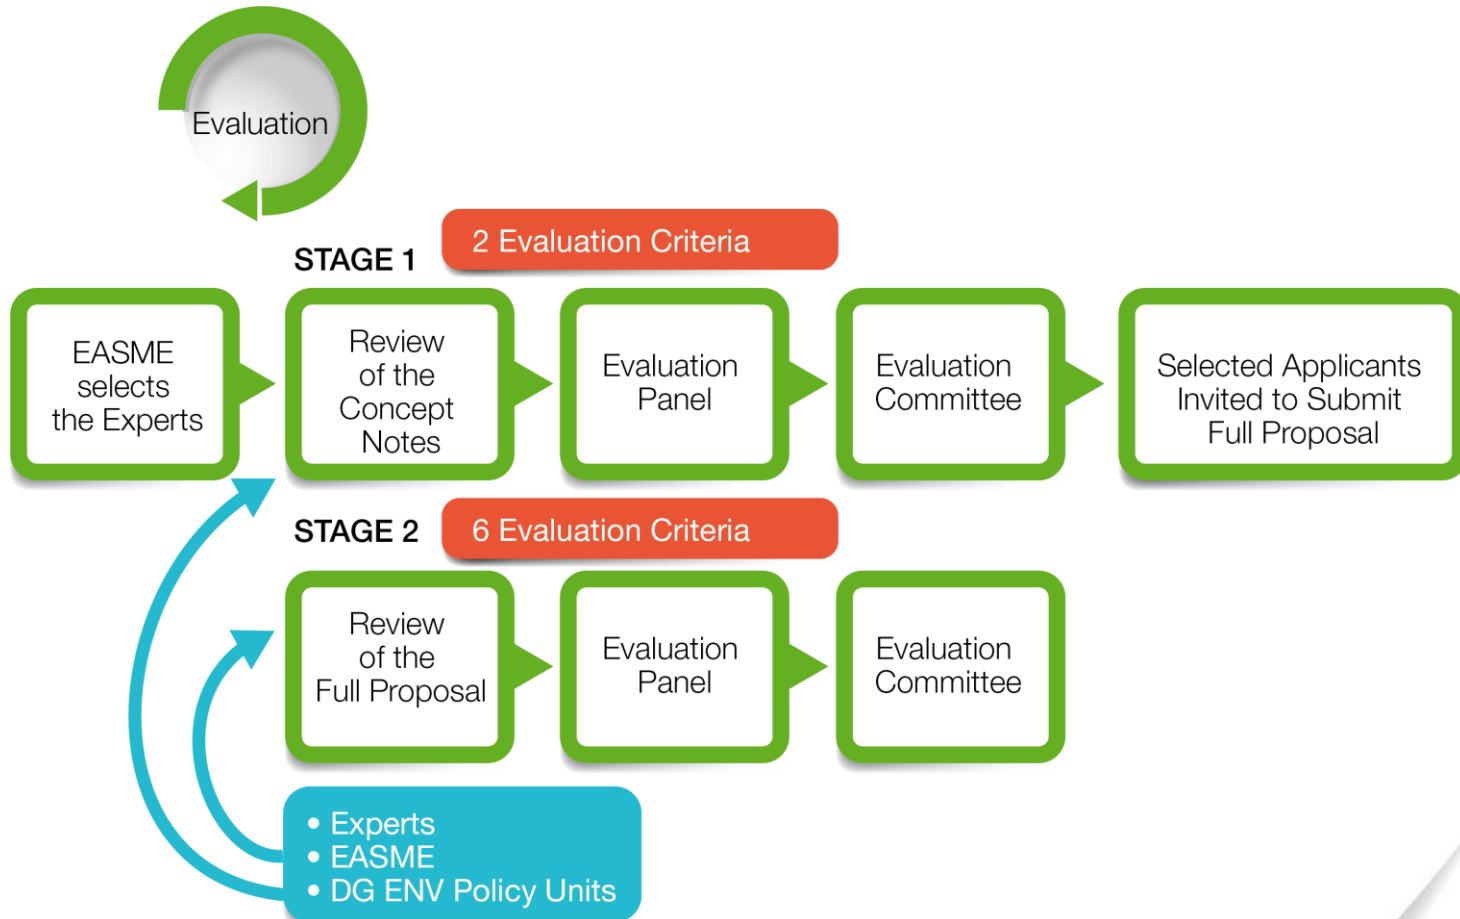 Evaluation
STAGE 1
2 Evaluation Criteria
EASME
selects
the Experts
Review
of the
Concept
Notes
Evaluation
Panel
Evaluation
Committee
Selected Applicants
Invited to Submit
Full Proposal
STAGE 2
6 Evaluation Criteria
Review
of the
Full Proposal
Evaluation
Panel
Evaluation
Committee
• Experts
• EASME
• DG ENV Policy Units